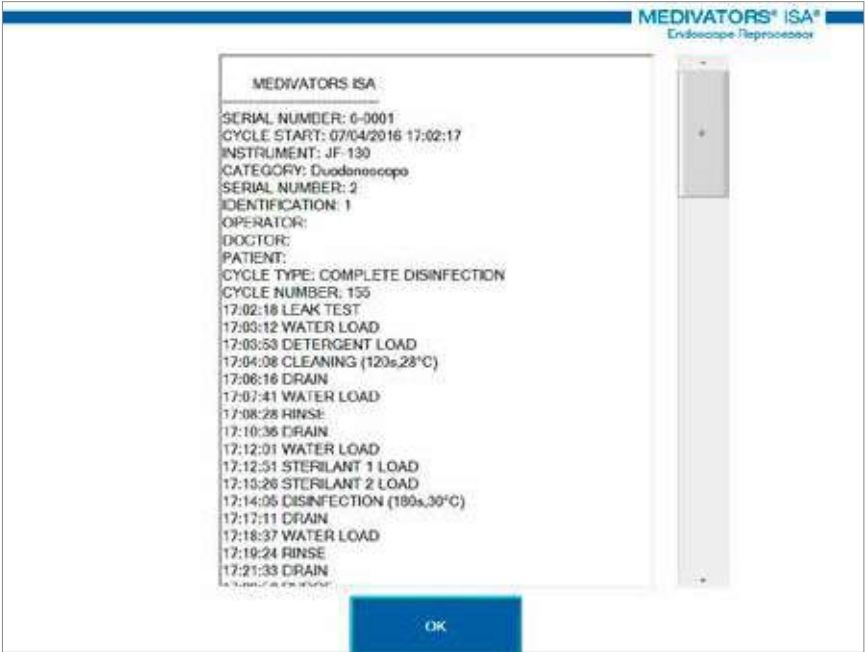 MEDIVATORS® ISA®
Endoscope Reprocessor
MEDIVATORS ISA
SERIAL NUMBER: 6-0001
CYCLE START: 07/04/2016 17:02:17
INSTRUMENT: JF-130
CATEGORY: Duodenoscopo
SERIAL NUMBER: 2
IDENTIFICATION: 1
OPERATOR:
DOCTOR:
PATIENT:
CYCLE TYPE: COMPLETE DISINFECTION
CYCLE NUMBER: 155
17:02:18 LEAK TEST
17:03:12 WATER LOAD
17:03:53 DETERGENT LOAD
17:04:08 CLEANING (120s,28°C)
17:06:16 DRAIN
17:07:41 WATER LOAD
17:08:28 RINSE
17:10:36 DRAIN
17:12:01 WATER LOAD
17:12:51 STERILANT 1 LOAD
17:13:26 STERILANT 2 LOAD
17:14:05 DISINFECTION (180s,30°C)
17:17:11 DRAIN
17:18:37 WATER LOAD
17:19:24 RINSE
17:21:33 DRAIN
OK